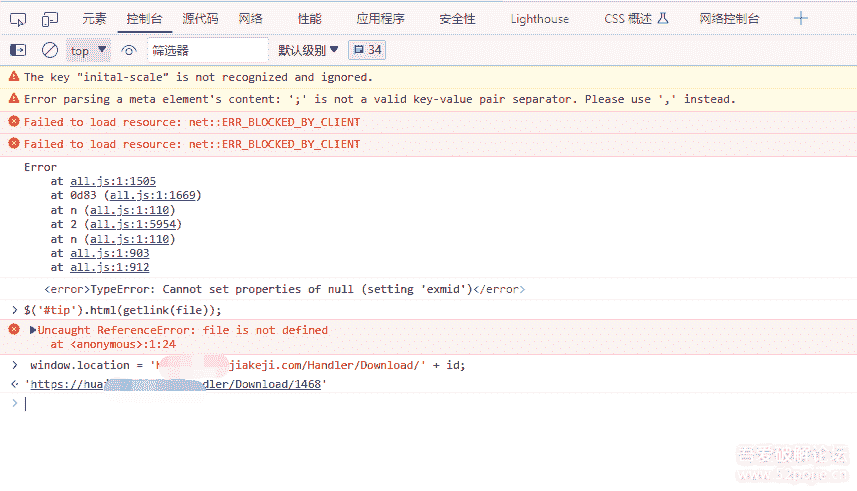 元素 控制台 源代码 网络 性能 应用程序 安全性 Lighthouse CSS 概述 网络控制台
top 筛选器 默认级别 34
The key "inital-scale" is not recognized and ignored.
Error parsing a meta element's content: ';' is not a valid key-value pair separator. Please use ',' instead.
Failed to load resource: net::ERR_BLOCKED_BY_CLIENT
Failed to load resource: net::ERR_BLOCKED_BY_CLIENT
Error
at all.js:1:1505
at 0d83 (all.js:1:1669)
at n (all.js:1:110)
at 2 (all.js:1:5954)
at n (all.js:1:110)
at all.js:1:903
at all.js:1:912
<error>TypeError: Cannot set properties of null (setting 'exmid')</error>
> $('#tip').html(getlink(file));
▶Uncaught ReferenceError: file is not defined
at <anonymous>:1:24
> window.location = 'h jiakeji.com/Handler/Download/' + id;
'https://hua dler/Download/1468'
>